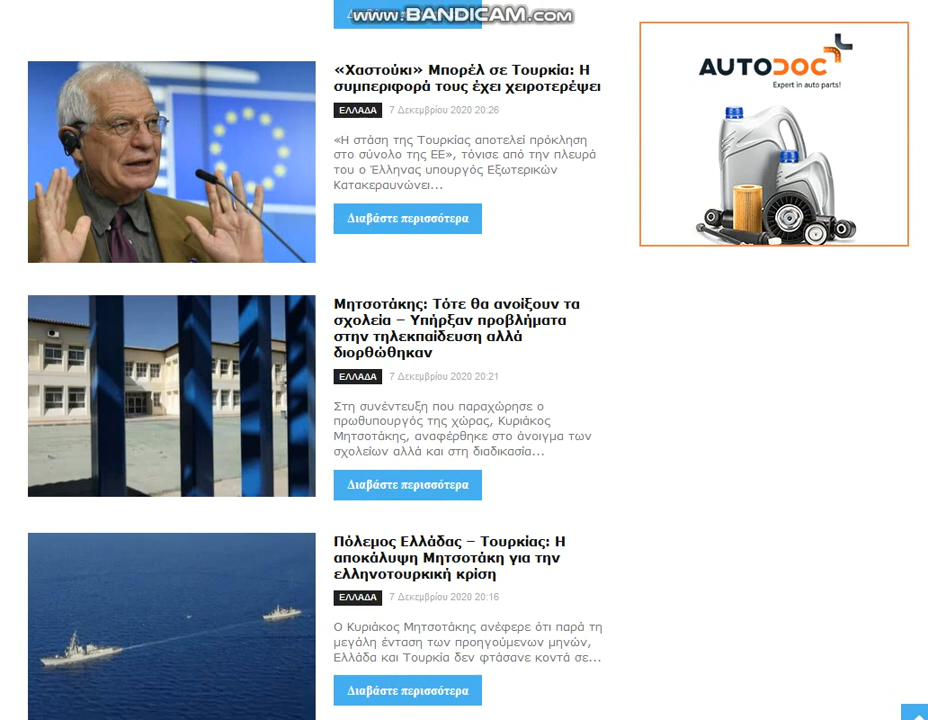 www.BANDICAM.com
«Χαστούκι» Μπορέλ σε Τουρκία: Η
συμπεριφορά τους έχει χειροτερέψει
ΕΛΛΑΔΑ 7 Δεκεμβρίου 2020 20:26
«Η στάση της Τουρκίας αποτελεί πρόκληση
στο σύνολο της ΕΕ», τόνισε από την πλευρά
του ο Έλληνας υπουργός Εξωτερικών
Κατακεραυνώνει...
Διαβάστε περισσότερα
AUTODOC
Expert in auto parts!
Μητσοτάκης: Τότε θα ανοίξουν τα
σχολεία – Υπήρξαν προβλήματα
στην τηλεκπαίδευση αλλά
διορθώθηκαν
ΕΛΛΑΔΑ 7 Δεκεμβρίου 2020 20:21
Στη συνέντευξη που παραχώρησε ο
πρωθυπουργός της χώρας, Κυριάκος
Μητσοτάκης, αναφέρθηκε στο άνοιγμα των
σχολείων αλλά και στη διαδικασία...
Διαβάστε περισσότερα
Πόλεμος Ελλάδας – Τουρκίας: Η
αποκάλυψη Μητσοτάκη για την
ελληνοτουρκική κρίση
ΕΛΛΑΔΑ 7 Δεκεμβρίου 2020 20:16
Ο Κυριάκος Μητσοτάκης ανέφερε ότι παρά τη
μεγάλη ένταση των προηγούμενων μηνών,
Ελλάδα και Τουρκία δεν φτάσανε κοντά σε...
Διαβάστε περισσότερα